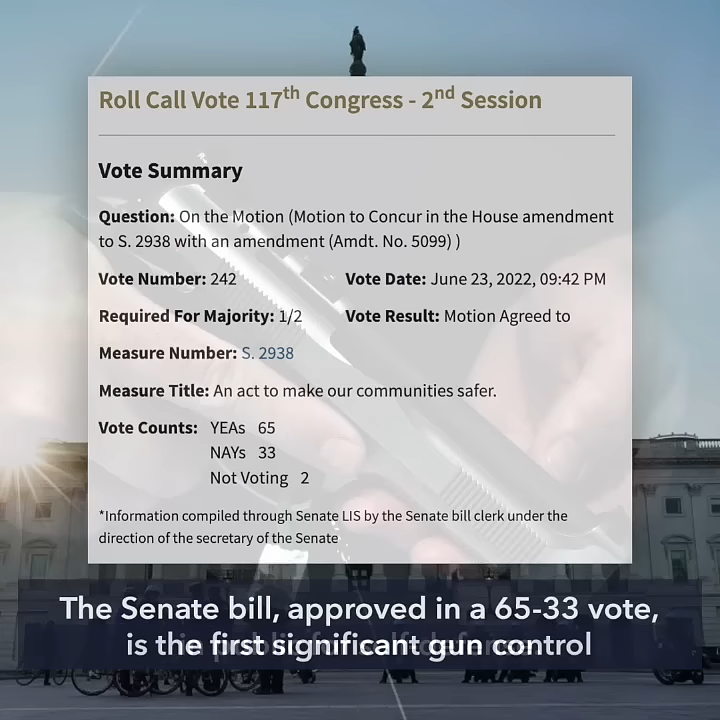 Roll Call Vote 117th Congress - 2nd Session
Vote Summary
Question: On the Motion (Motion to Concur in the House amendment
to S. 2938 with an amendment (Amdt. No. 5099) )
Vote Number: 242 Vote Date: June 23, 2022, 09:42 PM
Required For Majority: 1/2 Vote Result: Motion Agreed to
Measure Number: S. 2938
Measure Title: An act to make our communities safer.
Vote Counts: YEAs 65
NAYs 33
Not Voting 2
*Information compiled through Senate LIS by the Senate bill clerk under the
direction of the secretary of the Senate
The Senate bill, approved in a 65-33 vote,
is the first significant gun control